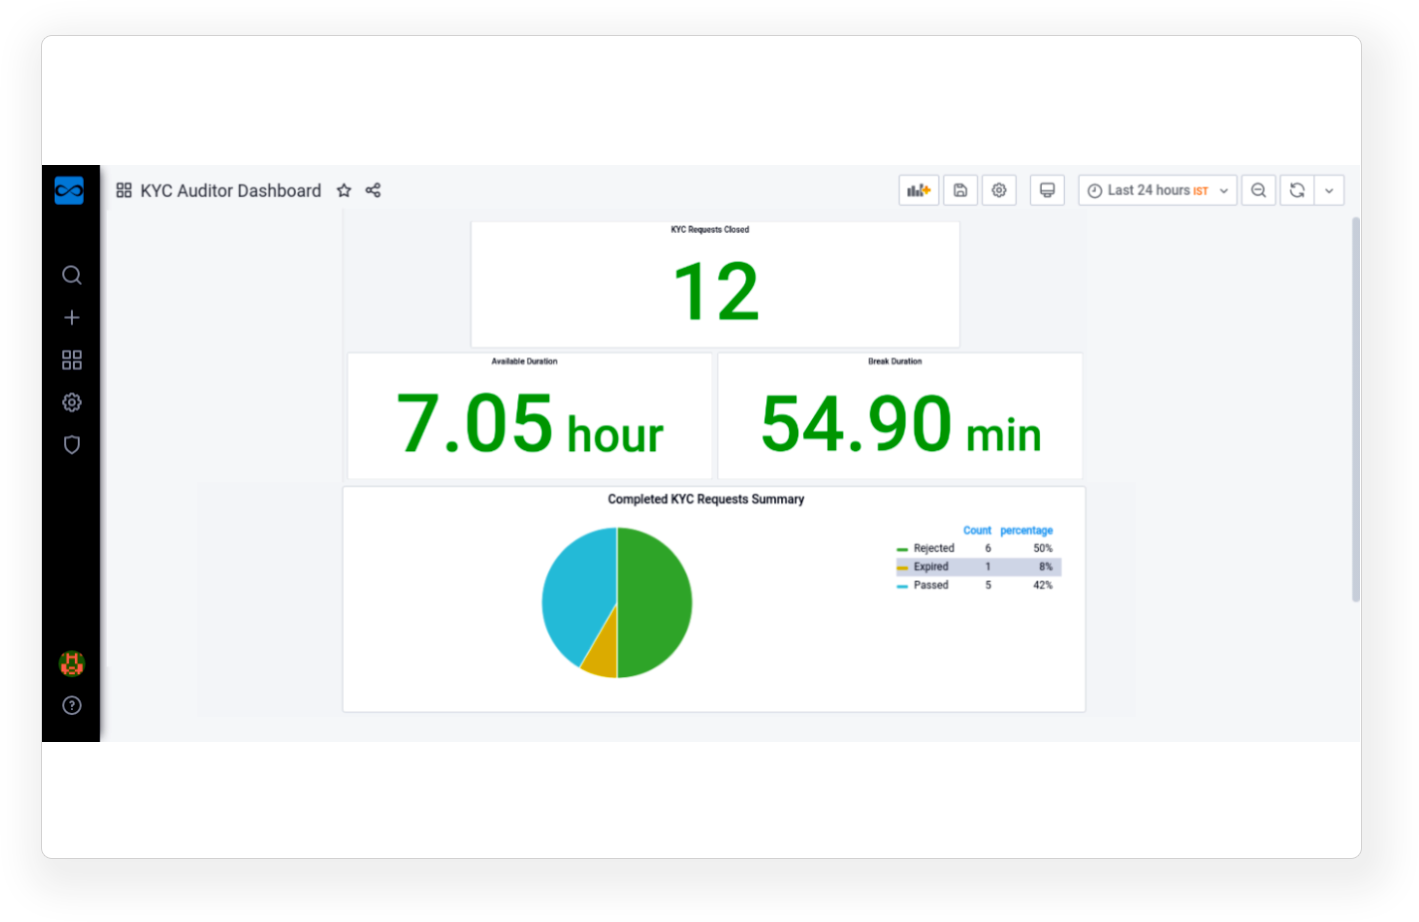 KYC Auditor Dashboard
Last 24 hours IST
KYC Requests Closed
12
Available Duration
7.05 hour
Break Duration
54.90 min
Completed KYC Requests Summary
Count percentage
Rejected 6 50%
Expired 1 8%
Passed 5 42%